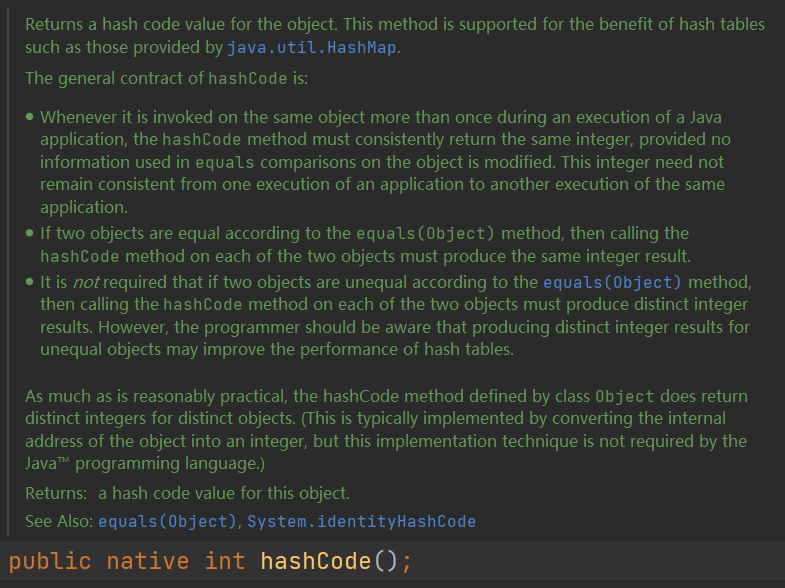 Returns a hash code value for the object. This method is supported for the benefit of hash tables
such as those provided by java.util.HashMap.
The general contract of hashCode is:
● Whenever it is invoked on the same object more than once during an execution of a Java
application, the hashCode method must consistently return the same integer, provided no
information used in equals comparisons on the object is modified. This integer need not
remain consistent from one execution of an application to another execution of the same
application.
● If two objects are equal according to the equals(Object) method, then calling the
hashCode method on each of the two objects must produce the same integer result.
● It is not required that if two objects are unequal according to the equals(Object) method,
then calling the hashCode method on each of the two objects must produce distinct integer
results. However, the programmer should be aware that producing distinct integer results for
unequal objects may improve the performance of hash tables.
As much as is reasonably practical, the hashCode method defined by class Object does return
distinct integers for distinct objects. (This is typically implemented by converting the internal
address of the object into an integer, but this implementation technique is not required by the
Java™ programming language.)
Returns: a hash code value for this object.
See Also: equals(Object), System.identityHashCode
public native int hashCode();